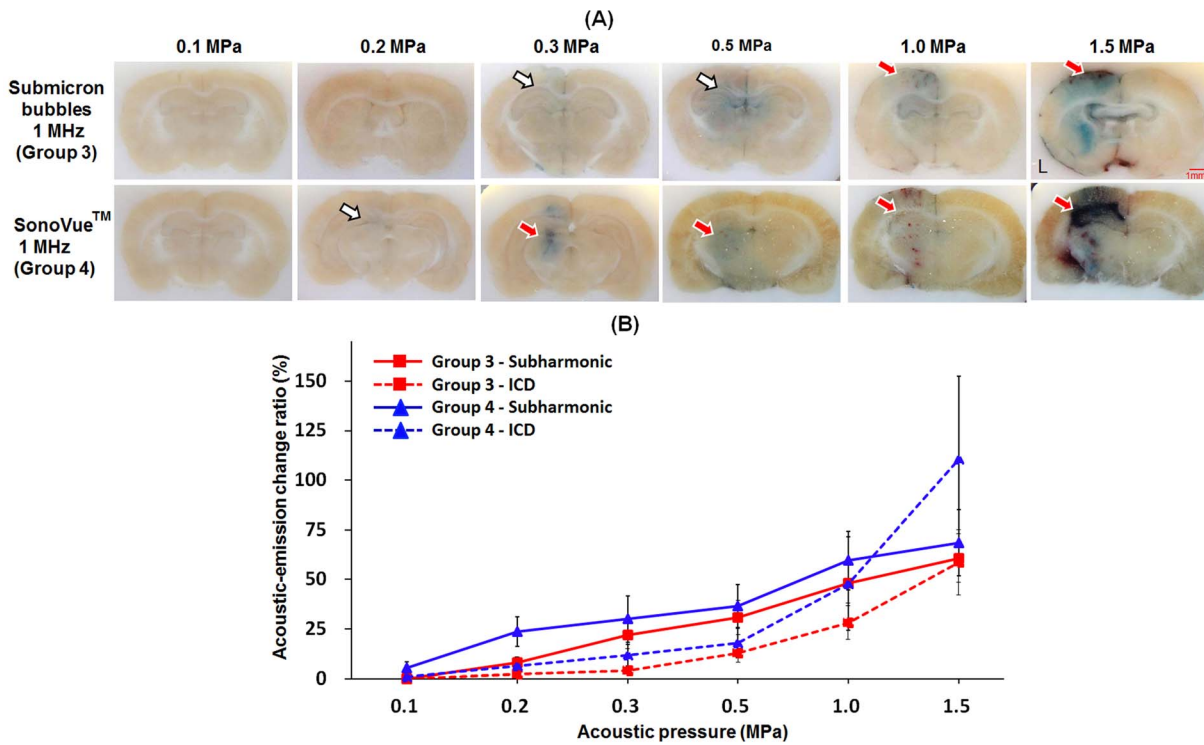 (A)
0.1 MPa 0.2 MPa 0.3 MPa 0.5 MPa 1.0 MPa 1.5 MPa
Submicron
bubbles
1 MHz
(Group 3)
L
1mm
SonoVue™
1 MHz
(Group 4)
(B)
Group 3 - Subharmonic
Group 3 - ICD
Group 4 - Subharmonic
Group 4 - ICD
Acoustic-emission change ratio (%)
150
125
100
75
50
25
0
0.1 0.2 0.3 0.5 1.0 1.5
Acoustic pressure (MPa)